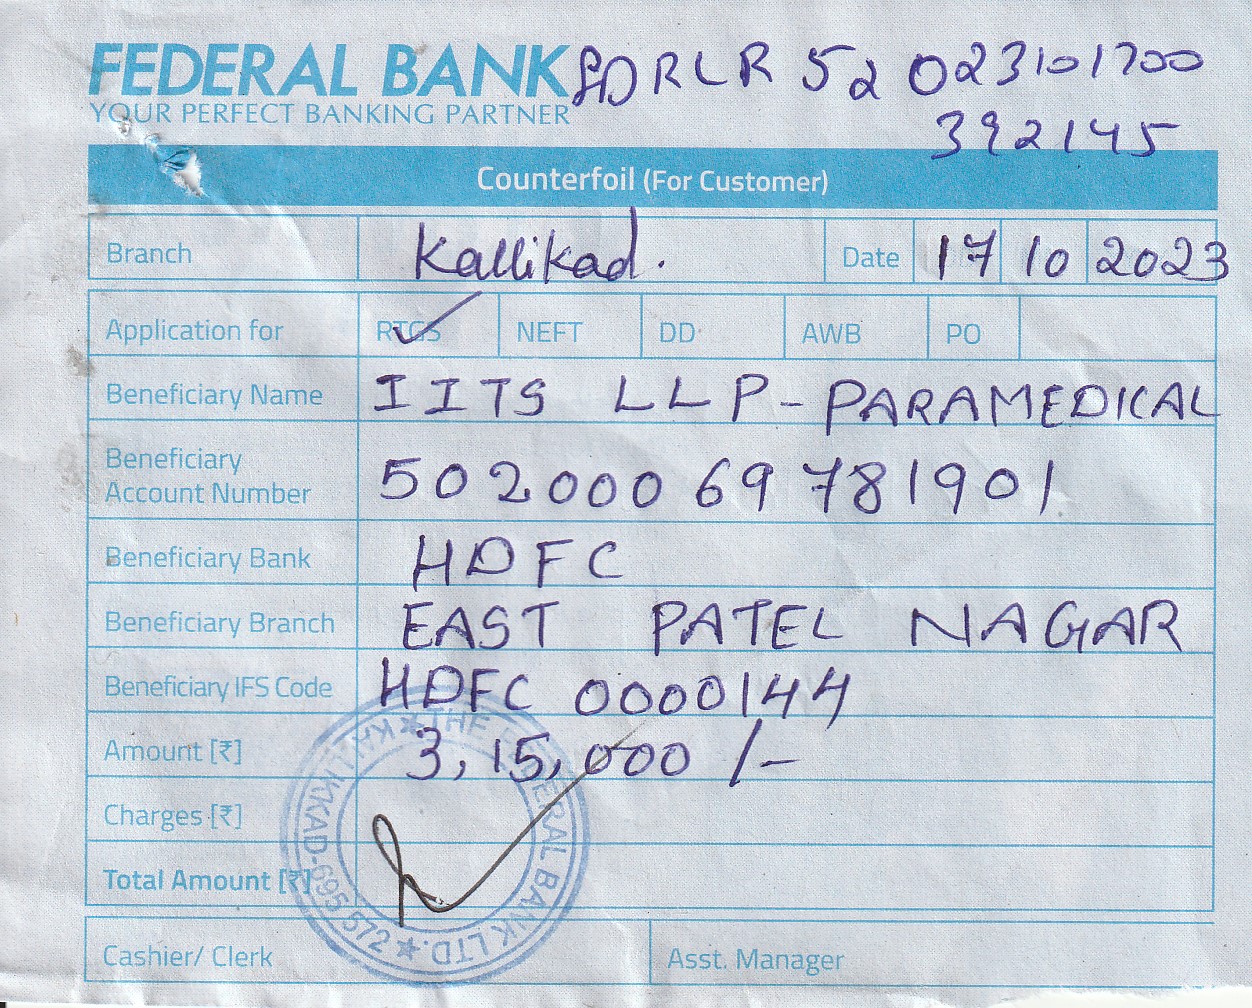 FEDERAL BANK
YOUR PERFECT BANKING PARTNER
FDRLR 52023101700
392145
Counterfoil (For Customer)
Branch Kallikad. Date 17 10 2023
Application for RTGS NEFT DD AWB PO
Beneficiary Name IITS LLP-PARAMEDICAL
Beneficiary
Account Number 50200069781901
Beneficiary Bank HDFC
Beneficiary Branch EAST PATEL NAGAR
Beneficiary IFS Code HDFC 0000144
Amount [₹] 3,15,000/-
Charges [₹]
Total Amount [₹]
THE FEDERAL BANK LTD. ★ KALLIKKAD-695 572 ★
Cashier/ Clerk Asst. Manager